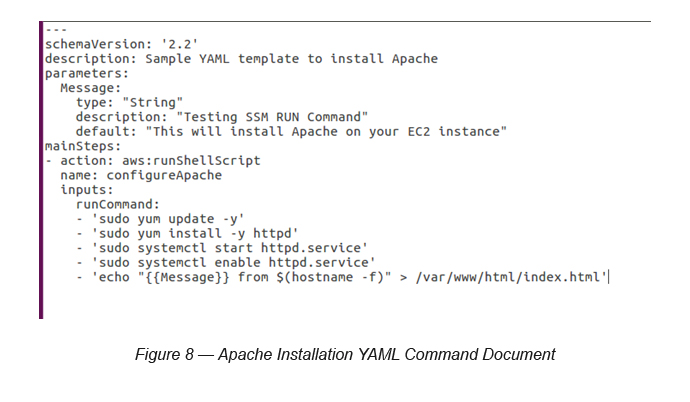 ---
schemaVersion: '2.2'
description: Sample YAML template to install Apache
parameters:
  Message:
    type: "String"
    description: "Testing SSM RUN Command"
    default: "This will install Apache on your EC2 instance"
mainSteps:
- action: aws:runShellScript
  name: configureApache
  inputs:
    runCommand:
    - 'sudo yum update -y'
    - 'sudo yum install -y httpd'
    - 'sudo systemctl start httpd.service'
    - 'sudo systemctl enable httpd.service'
    - 'echo "{{Message}} from $(hostname -f)" > /var/www/html/index.html'
Figure 8 — Apache Installation YAML Command Document